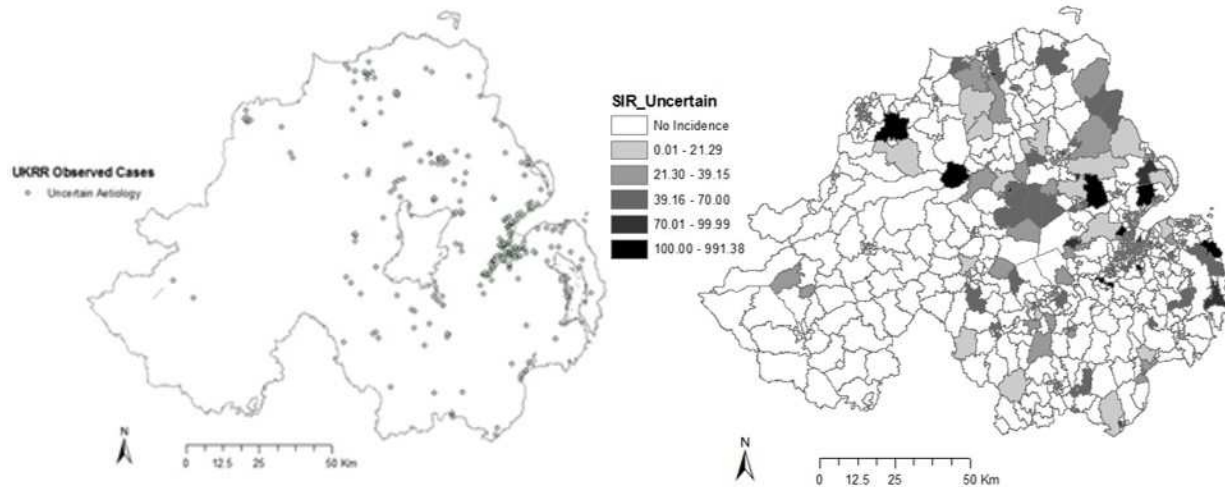 UKRR Observed Cases
Uncertain Aetiology
N
0 12.5 25 50 Km
SIR_Uncertain
No Incidence
0.01 - 21.29
21.30 - 39.15
39.16 - 70.00
70.01 - 99.99
100.00 - 991.38
N
0 12.5 25 50 Km